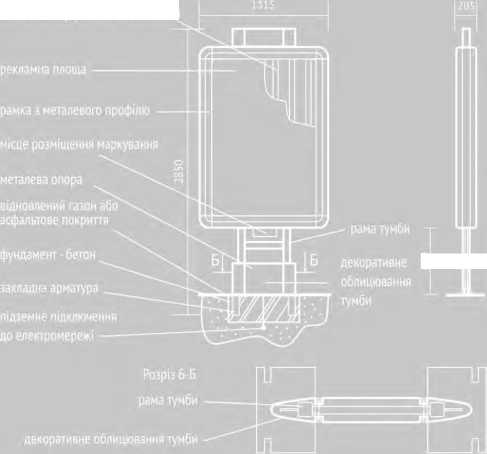 1315
205
рекламна площа
рамка з металевого профілю
місце розміщення маркування
металева опора
відновлений газон або
асфальтове покриття
фундамент - бетон
закладна арматура
підземне підключення
до електромережі
2850
Б
Б
рама тумби
декоративне
облицювання
тумби
Розріз Б-Б
рама тумби
декоративне облицювання тумби